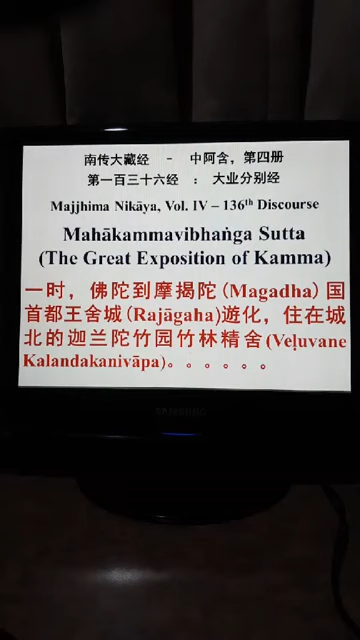 南传大藏经 - 中阿含，第四册
第一百三十六经 ：大业分别经
Majjhima Nikāya, Vol. IV – 136th Discourse
Mahākammavibhaṅga Sutta
(The Great Exposition of Kamma)
一时，佛陀到摩揭陀(Magadha)国
首都王舍城(Rajāgaha)遊化，住在城
北的迦兰陀竹园竹林精舍(Veḷuvane
Kalandakanivāpa)。。。。。。
SAMSUNG